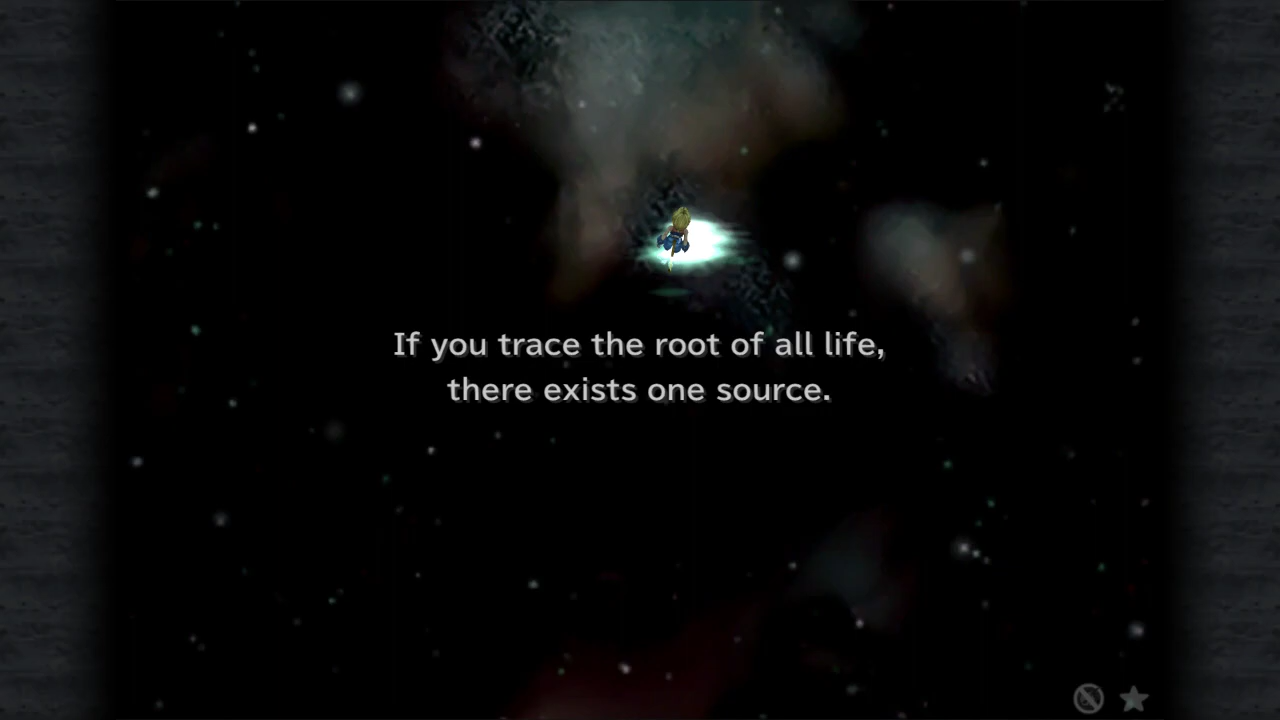 If you trace the root of all life,
there exists one source.